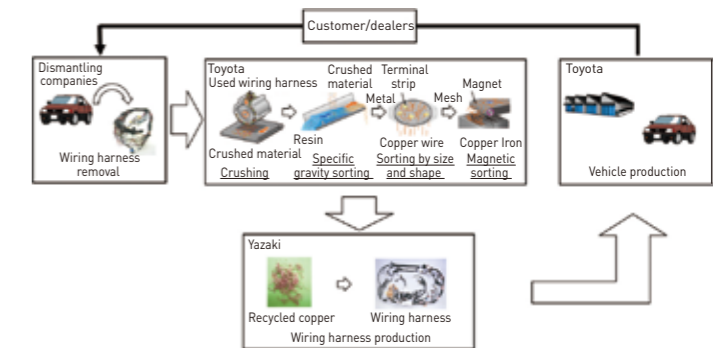 Customer/dealers
Dismantling
companies
Wiring harness
removal
Toyota
Used wiring harness
Crushed
material
Terminal
strip
Magnet
Metal
Mesh
Resin
Crushed material
Copper wire
Copper Iron
Crushing
Specific
gravity sorting
Sorting by size
and shape
Magnetic
sorting
Toyota
Vehicle production
Yazaki
Recycled copper
Wiring harness
Wiring harness production